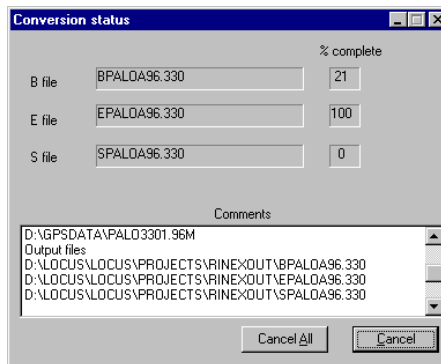 Conversion status
% complete
B file BPALOA96.330 21
E file EPALOA96.330 100
S file SPALOA96.330 0
Comments
D:\GPSDATA\PALO3301.96M
Output files
D:\LOCUS\LOCUS\PROJECTS\RINEXOUT\BPALOA96.330
D:\LOCUS\LOCUS\PROJECTS\RINEXOUT\EPALOA96.330
D:\LOCUS\LOCUS\PROJECTS\RINEXOUT\SPALOA96.330
Cancel All Cancel